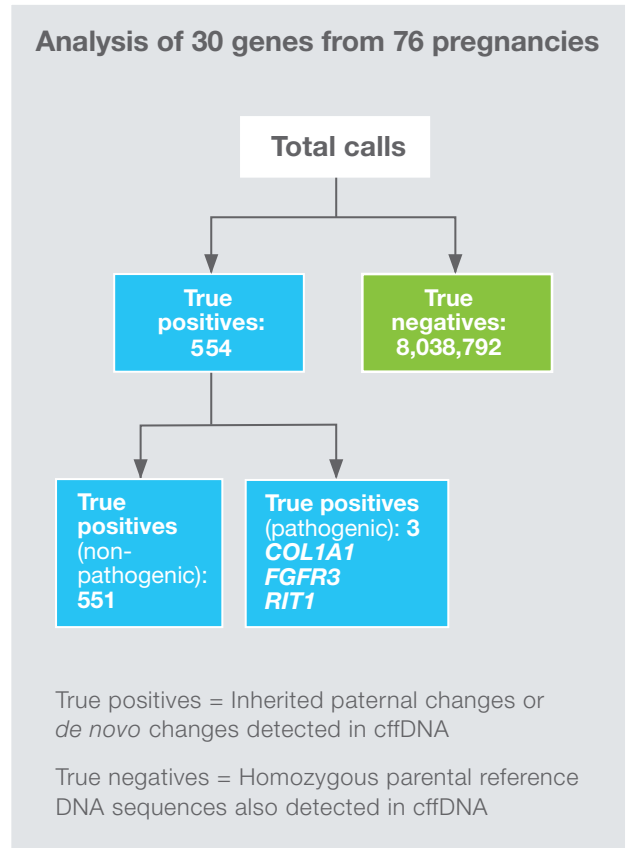 Analysis of 30 genes from 76 pregnancies
Total calls
True
positives:
554
True
negatives:
8,038,792
True
positives
(non-
pathogenic):
551
True positives
(pathogenic): 3
COL1A1
FGFR3
RIT1
True positives = Inherited paternal changes or
de novo changes detected in cffDNA
True negatives = Homozygous parental reference
DNA sequences also detected in cffDNA